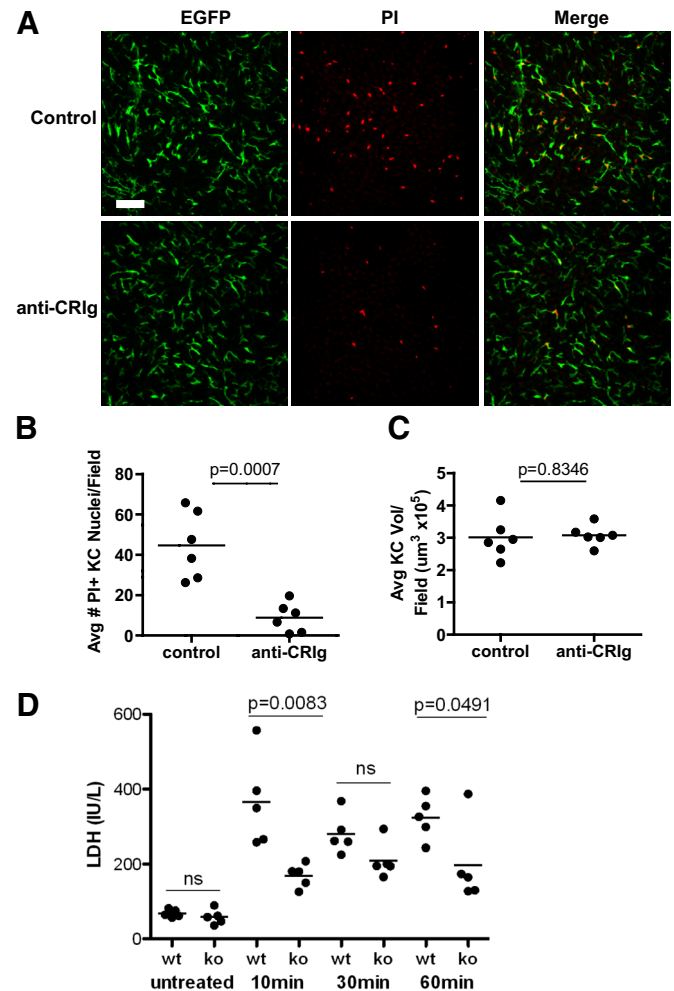 A
EGFP PI Merge
Control
anti-CRIg
B
Avg # PI+ KC Nuclei/Field
80
60
40
20
0
p=0.0007
control anti-CRIg
C
Avg KC Vol/
Field (um³ x10⁵)
5
4
3
2
1
0
p=0.8346
control anti-CRIg
D
LDH (IU/L)
600
400
200
0
ns
p=0.0083
ns
p=0.0491
wt ko wt ko wt ko wt ko
untreated 10min 30min 60min